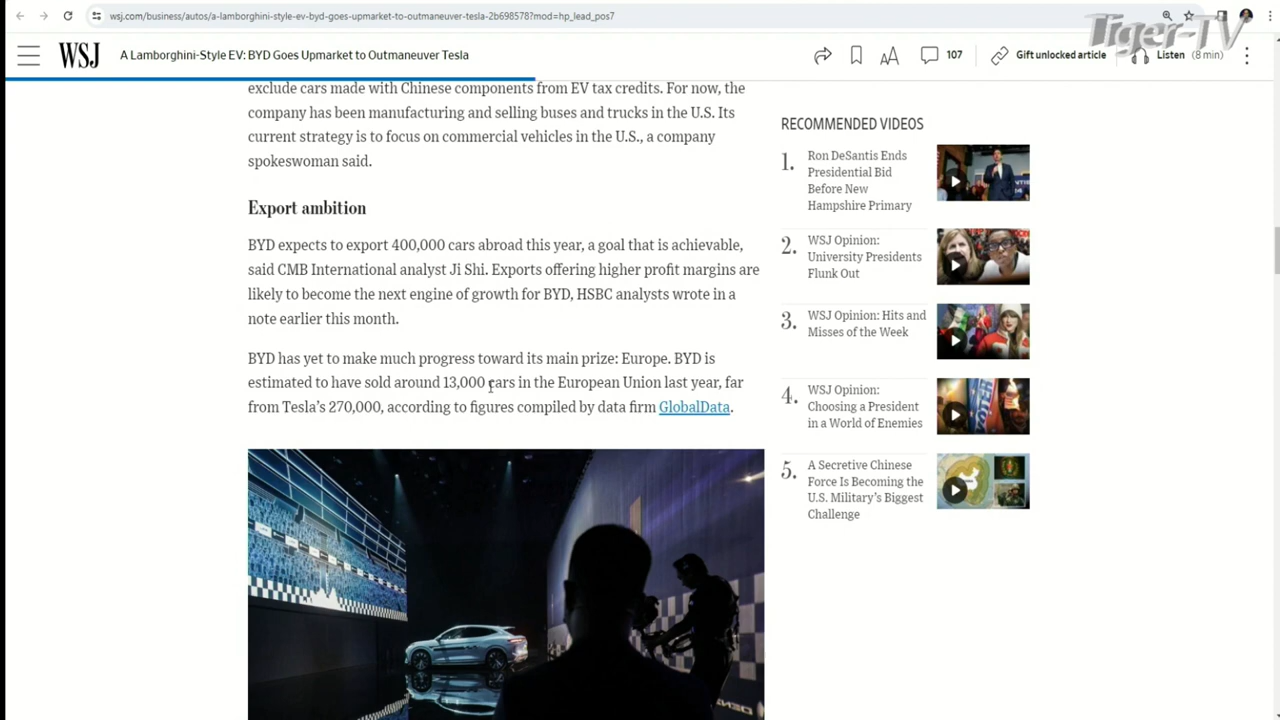 wsj.com/business/autos/a-lamborghini-style-ev-byd-goes-upmarket-to-outmaneuver-tesla-2b698578?mod=hp_lead_pos7
Tiger-TV
WSJ
A Lamborghini-Style EV: BYD Goes Upmarket to Outmaneuver Tesla
AA
107
Gift unlocked article
Listen (8 min)
exclude cars made with Chinese components from EV tax credits. For now, the
company has been manufacturing and selling buses and trucks in the U.S. Its
current strategy is to focus on commercial vehicles in the U.S., a company
spokeswoman said.
Export ambition
BYD expects to export 400,000 cars abroad this year, a goal that is achievable,
said CMB International analyst Ji Shi. Exports offering higher profit margins are
likely to become the next engine of growth for BYD, HSBC analysts wrote in a
note earlier this month.
BYD has yet to make much progress toward its main prize: Europe. BYD is
estimated to have sold around 13,000 cars in the European Union last year, far
from Tesla's 270,000, according to figures compiled by data firm GlobalData.
RECOMMENDED VIDEOS
1.
Ron DeSantis Ends
Presidential Bid
Before New
Hampshire Primary
2.
WSJ Opinion:
University Presidents
Flunk Out
3.
WSJ Opinion: Hits and
Misses of the Week
4.
WSJ Opinion:
Choosing a President
in a World of Enemies
5.
A Secretive Chinese
Force Is Becoming the
U.S. Military's Biggest
Challenge